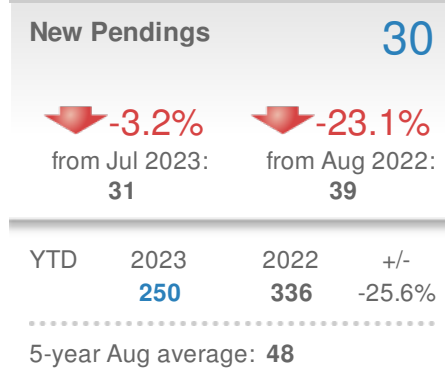 New Pendings 30
-3.2% -23.1%
from Jul 2023: from Aug 2022:
31 39
YTD 2023 2022 +/-
250 336 -25.6%
5-year Aug average: 48